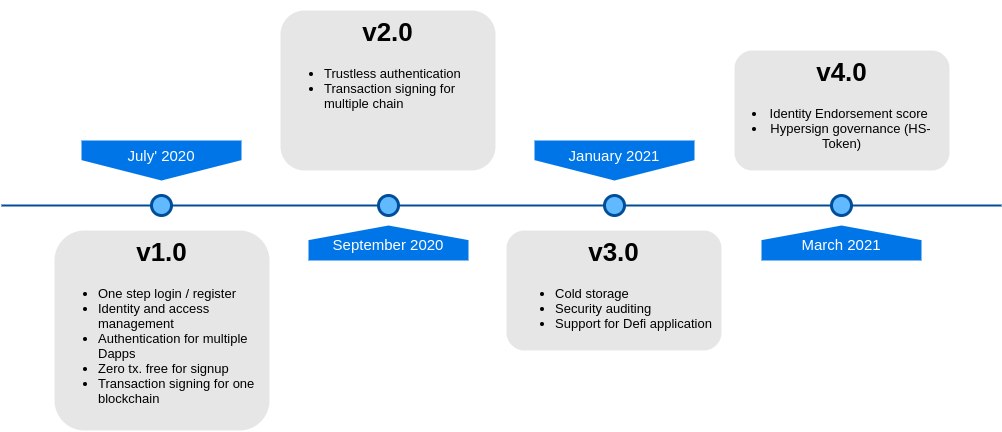 July' 2020
v1.0
• One step login / register
• Identity and access
management
• Authentication for multiple
Dapps
• Zero tx. free for signup
• Transaction signing for one
blockchain
v2.0
• Trustless authentication
• Transaction signing for
multiple chain
September 2020
January 2021
v3.0
• Cold storage
• Security auditing
• Support for Defi application
v4.0
• Identity Endorsement score
• Hypersign governance (HS-
Token)
March 2021